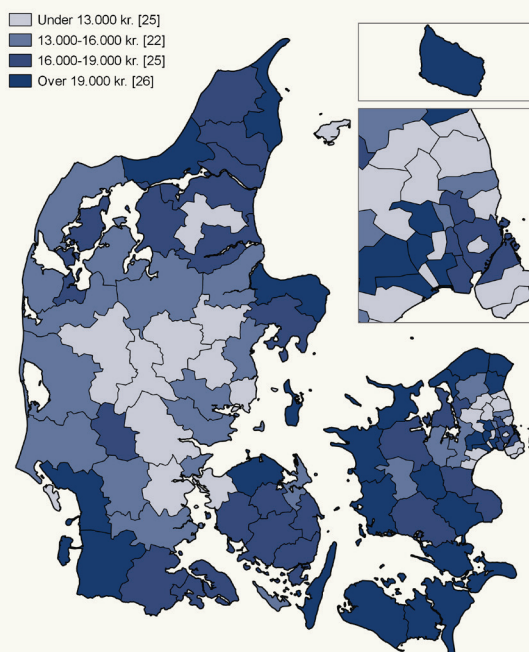 Under 13.000 kr. [25]
13.000-16.000 kr. [22]
16.000-19.000 kr. [25]
Over 19.000 kr. [26]